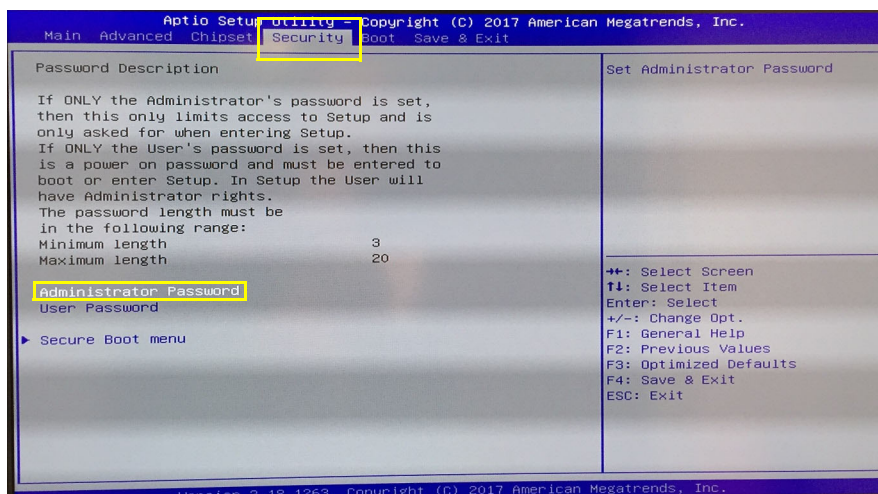 Aptio Setup Utility – Copyright (C) 2017 American Megatrends, Inc.
Main Advanced Chipset Security Boot Save & Exit
Password Description
If ONLY the Administrator's password is set,
then this only limits access to Setup and is
only asked for when entering Setup.
If ONLY the User's password is set, then this
is a power on password and must be entered to
boot or enter Setup. In Setup the User will
have Administrator rights.
The password length must be
in the following range:
Minimum length 3
Maximum length 20
Administrator Password
User Password
Secure Boot menu
Set Administrator Password
→←: Select Screen
↑↓: Select Item
Enter: Select
+/-: Change Opt.
F1: General Help
F2: Previous Values
F3: Optimized Defaults
F4: Save & Exit
ESC: Exit
Version 2.18.1263. Copyright (C) 2017 American Megatrends, Inc.